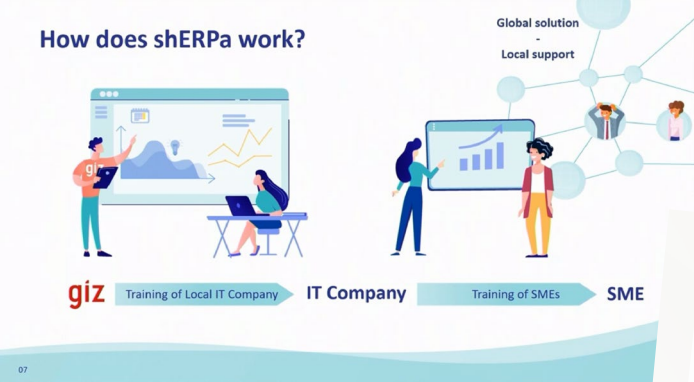 How does shERPa work?
Global solution
-
Local support
giz
giz
Training of Local IT Company
IT Company
Training of SMEs
SME
07